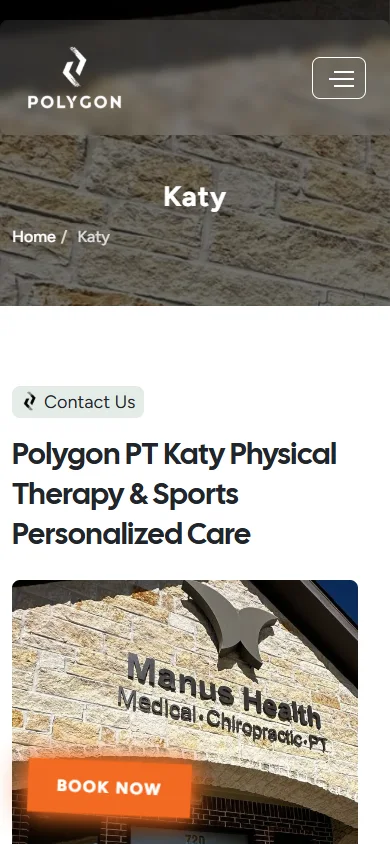 POLYGON
Katy
Home / Katy
Contact Us
Polygon PT Katy Physical
Therapy & Sports
Personalized Care
Manus Health
Medical•Chiropractic•PT
BOOK NOW
720